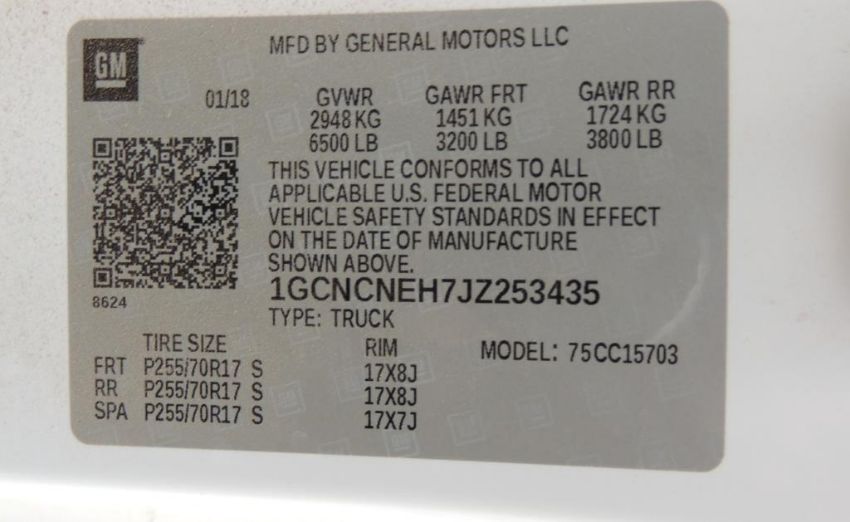 GM
MFD BY GENERAL MOTORS LLC
01/18 GVWR GAWR FRT GAWR RR
2948 KG 1451 KG 1724 KG
6500 LB 3200 LB 3800 LB
THIS VEHICLE CONFORMS TO ALL
APPLICABLE U.S. FEDERAL MOTOR
VEHICLE SAFETY STANDARDS IN EFFECT
ON THE DATE OF MANUFACTURE
SHOWN ABOVE.
8624
1GCNCNEH7JZ253435
TYPE: TRUCK
TIRE SIZE RIM MODEL: 75CC15703
FRT P255/70R17 S 17X8J
RR P255/70R17 S 17X8J
SPA P255/70R17 S 17X7J